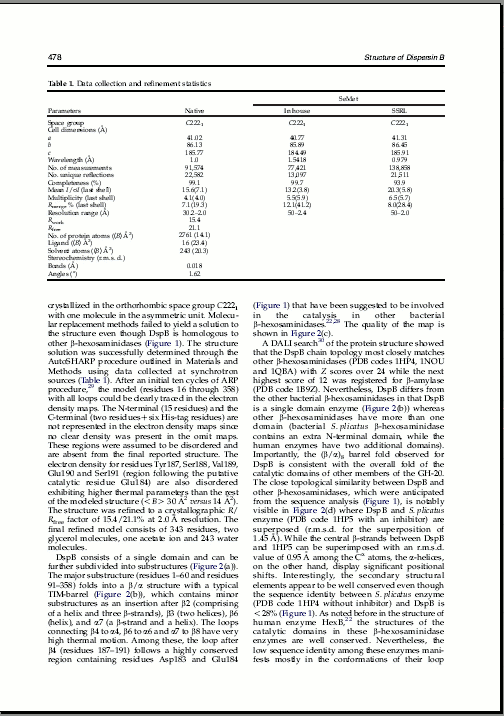 478
Structure of Dispersin B
Table 1. Data collection and refinement statistics
SeMet
Parameters Native Inhouse SSRL
Space group C222₁ C222₁ C222₁
Cell dimensions (Å)
a 41.02 40.77 41.31
b 86.13 85.89 86.45
c 185.77 184.49 185.91
Wavelength (Å) 1.0 1.5418 0.979
No. of measurements 91,574 77,421 138,858
No. unique reflections 22,582 13,097 21,511
Completeness (%) 99.1 99.7 93.9
Mean I/σI (last shell) 15.6(7.1) 13.2(3.8) 20.3(5.8)
Multiplicity (last shell) 4.1(4.0) 5.5(5.9) 6.5(5.7)
Rmerge % (last shell) 7.1(19.3) 12.1(41.2) 8.0(28.4)
Resolution range (Å) 30.2–2.0 50–2.4 50–2.0
Rwork 15.4
Rfree 21.1
No. of protein atoms (⟨B⟩ Å²) 2761 (14.1)
Ligand (⟨B⟩ Å²) 16 (23.4)
Solvent atoms (⟨B⟩ Å²) 243 (20.3)
Stereochemistry (r.m.s.d.)
Bonds (Å) 0.018
Angles (°) 1.62
crystallized in the orthorhombic space group C222₁
with one molecule in the asymmetric unit. Molecu-
lar replacement methods failed to yield a solution to
the structure even though DspB is homologous to
other β-hexosaminidases (Figure 1). The structure
solution was successfully determined through the
AutoSHARP procedure outlined in Materials and
Methods using data collected at synchrotron
sources (Table 1). After an initial ten cycles of ARP
procedure,²⁹ the model (residues 16 through 358)
with all loops could be clearly traced in the electron
density maps. The N-terminal (15 residues) and the
C-terminal (two residues + six His-tag residues) are
not represented in the electron density maps since
no clear density was present in the omit maps.
These regions were assumed to be disordered and
are absent from the final reported structure. The
electron density for residues Tyr187, Ser188, Val189,
Glu190 and Ser191 (region following the putative
catalytic residue Glu184) are also disordered
exhibiting higher thermal parameters than the rest
of the modeled structure (<B> 30 Å² versus 14 Å²).
The structure was refined to a crystallographic R/
Rfree factor of 15.4/21.1% at 2.0 Å resolution. The
final refined model consists of 343 residues, two
glycerol molecules, one acetate ion and 243 water
molecules.
DspB consists of a single domain and can be
further subdivided into substructures (Figure 2(a)).
The major substructure (residues 1–60 and residues
91–358) folds into a β/α structure with a typical
TIM-barrel (Figure 2(b)), which contains minor
substructures as an insertion after β2 (comprising
of a helix and three β-strands), β3 (two helices), β6
(helix), and α7 (a β-strand and a helix). The loops
connecting β4 to α4, β6 to α6 and α7 to β8 have very
high thermal motion. Among these, the loop after
β4 (residues 187–191) follows a highly conserved
region containing residues Asp183 and Glu184
(Figure 1) that have been suggested to be involved
in the catalysis in other bacterial
β-hexosaminidases.²²,²⁸ The quality of the map is
shown in Figure 2(c).
A DALI search³⁰ of the protein structure showed
that the DspB chain topology most closely matches
other β-hexosaminidases (PDB codes 1HP4, 1NOU
and 1QBA) with Z scores over 24 while the next
highest score of 12 was registered for β-amylase
(PDB code 1B9Z). Nevertheless, DspB differs from
the other bacterial β-hexosaminidases in that DspB
is a single domain enzyme (Figure 2(b)) whereas
other β-hexosaminidases have more than one
domain (bacterial S. plicatus β-hexosaminidase
contains an extra N-terminal domain, while the
human enzymes have two additional domains).
Importantly, the (β/α)₈ barrel fold observed for
DspB is consistent with the overall fold of the
catalytic domains of other members of the GH-20.
The close topological similarity between DspB and
other β-hexosaminidases, which were anticipated
from the sequence analysis (Figure 1), is notably
visible in Figure 2(d) where DspB and S. plicatus
enzyme (PDB code 1HP5 with an inhibitor) are
superposed (r.m.s.d. for the superposition of
1.45 Å). While the central β-strands between DspB
and 1HP5 can be superimposed with an r.m.s.d.
value of 0.95 Å among the Cα atoms, the α-helices,
on the other hand, display significant positional
shifts. Interestingly, the secondary structural
elements appear to be well conserved even though
the sequence identity between S. plicatus enzyme
(PDB code 1HP4 without inhibitor) and DspB is
<28% (Figure 1). As noted before in the structure of
human enzyme HexB,²² the structures of the
catalytic domains in these β-hexosaminidase
enzymes are well conserved. Nevertheless, the
low sequence identity among these enzymes mani-
fests mostly in the conformations of their loop